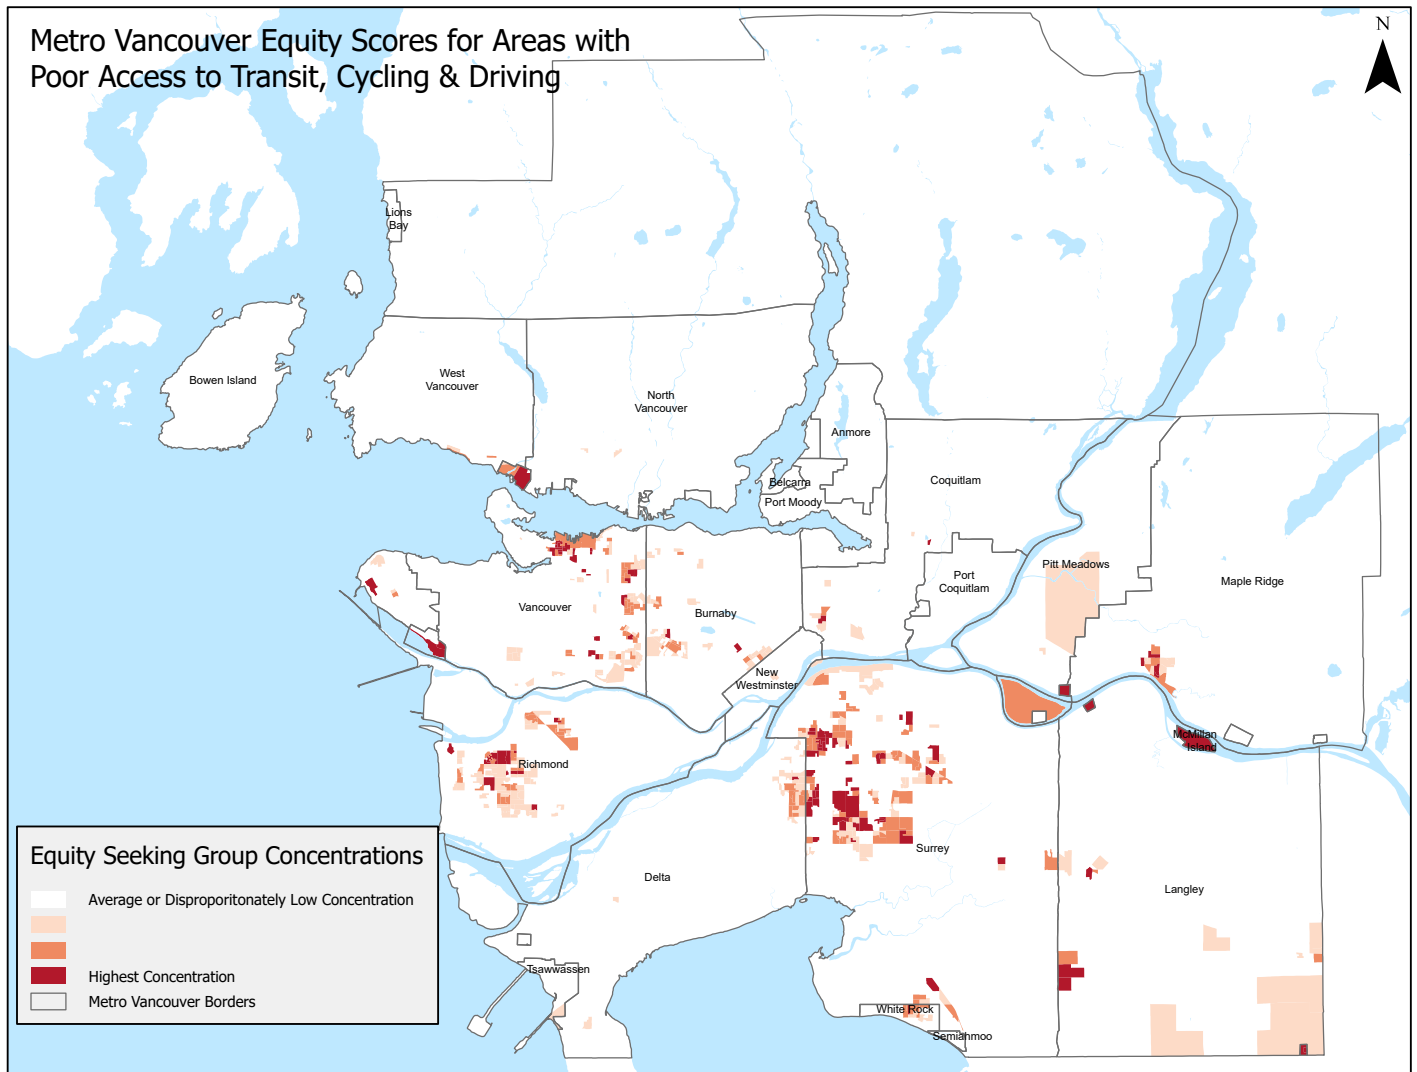 Metro Vancouver Equity Scores for Areas with
Poor Access to Transit, Cycling & Driving
N
Lions
Bay
Bowen Island
West
Vancouver
North
Vancouver
Anmore
Belcarra
Port Moody
Coquitlam
Port
Coquitlam
Pitt Meadows
Maple Ridge
Vancouver
Burnaby
New
Westminster
McMillan
Island
Richmond
Surrey
Delta
Langley
Tsawwassen
White Rock
Semiahmoo
Equity Seeking Group Concentrations
Average or Disproporitonately Low Concentration
Highest Concentration
Metro Vancouver Borders